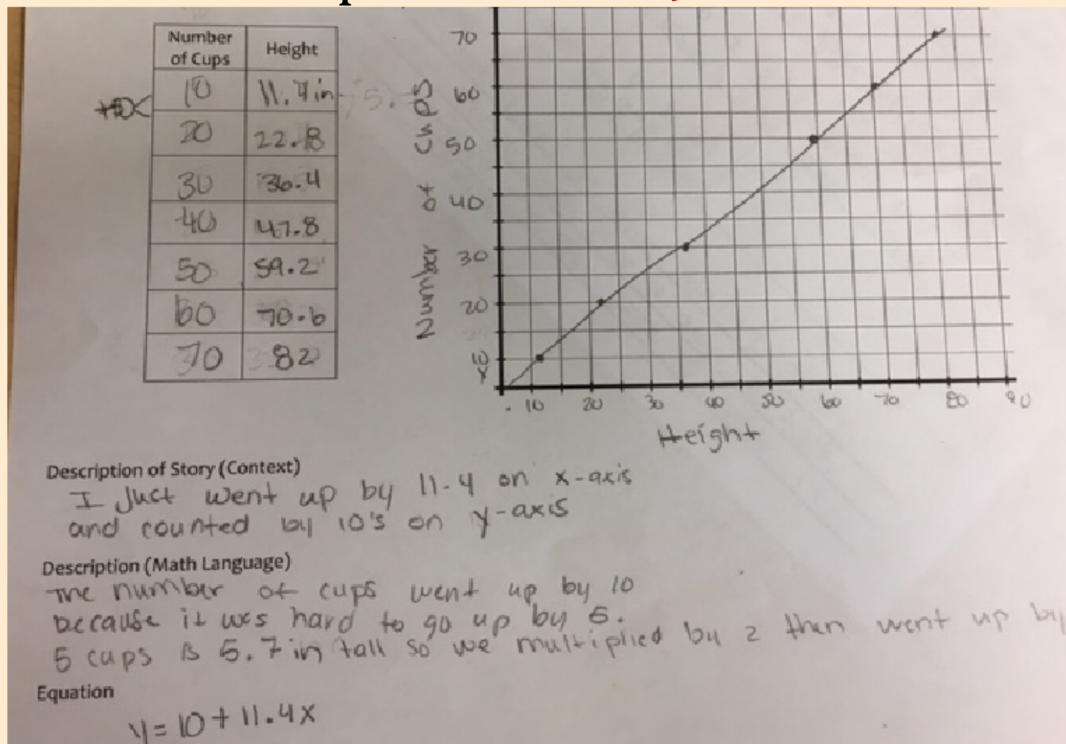 Number of Cups | Height
10 | 11.4 in
20 | 22.8
30 | 36.4
40 | 47.8
50 | 59.2
60 | 70.6
70 | 82
70
60
50
40
30
20
10
Number of Cups
10 20 30 40 50 60 70 80 90
Height
Description of Story (Context)
I Just went up by 11.4 on x-axis
and counted by 10's on y-axis
Description (Math Language)
The number of cups went up by 10
because it was hard to go up by 5.
5 cups is 5.7 in tall so we multiplied by 2 then went up by
Equation
y = 10 + 11.4x